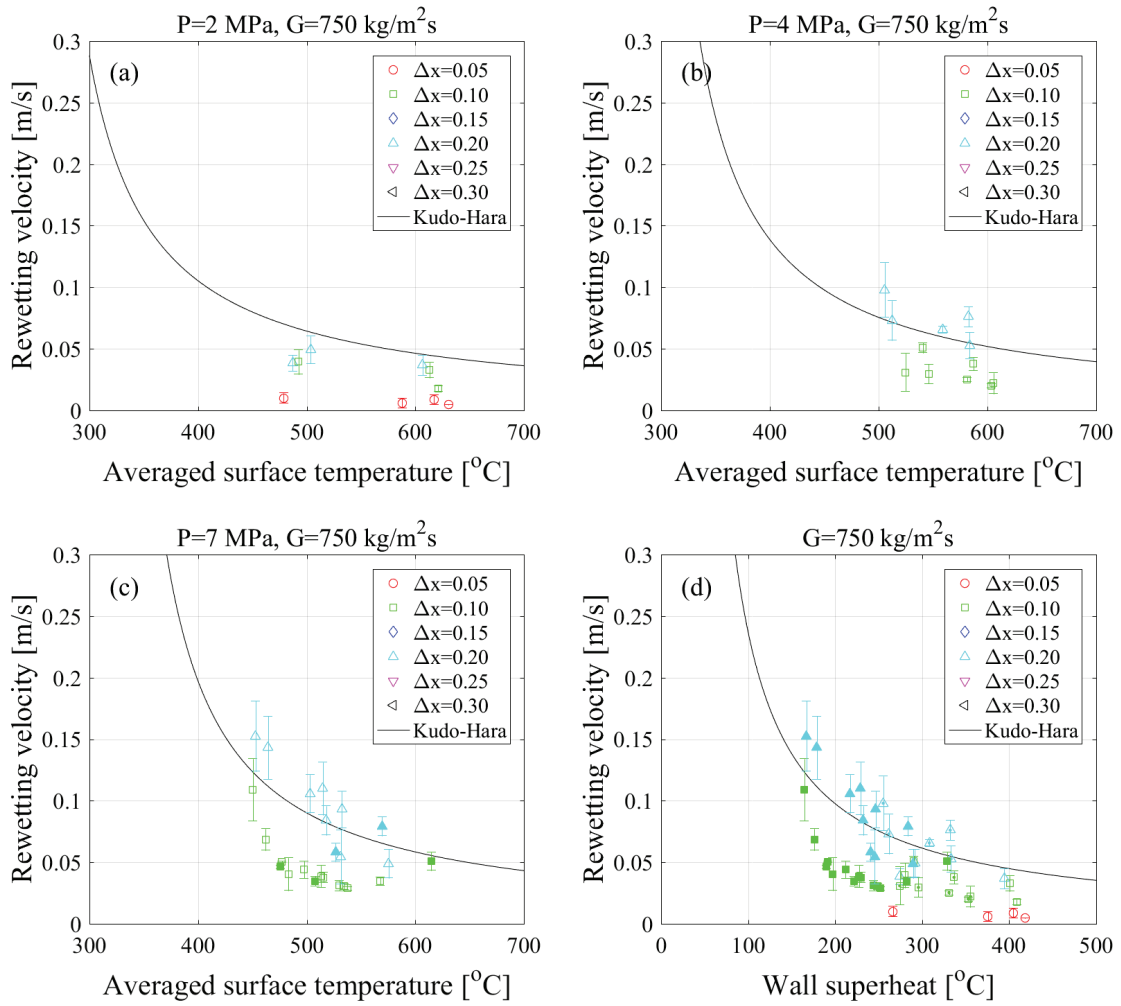 P=2 MPa, G=750 kg/m²s
(a)
Rewetting velocity [m/s]
0.3
0.25
0.2
0.15
0.1
0.05
0
Δx=0.05
Δx=0.10
Δx=0.15
Δx=0.20
Δx=0.25
Δx=0.30
Kudo-Hara
300
400
500
600
700
Averaged surface temperature [°C]
P=4 MPa, G=750 kg/m²s
(b)
Rewetting velocity [m/s]
0.3
0.25
0.2
0.15
0.1
0.05
0
Δx=0.05
Δx=0.10
Δx=0.15
Δx=0.20
Δx=0.25
Δx=0.30
Kudo-Hara
300
400
500
600
700
Averaged surface temperature [°C]
P=7 MPa, G=750 kg/m²s
(c)
Rewetting velocity [m/s]
0.3
0.25
0.2
0.15
0.1
0.05
0
Δx=0.05
Δx=0.10
Δx=0.15
Δx=0.20
Δx=0.25
Δx=0.30
Kudo-Hara
300
400
500
600
700
Averaged surface temperature [°C]
G=750 kg/m²s
(d)
Rewetting velocity [m/s]
0.3
0.25
0.2
0.15
0.1
0.05
0
Δx=0.05
Δx=0.10
Δx=0.15
Δx=0.20
Δx=0.25
Δx=0.30
Kudo-Hara
0
100
200
300
400
500
Wall superheat [°C]